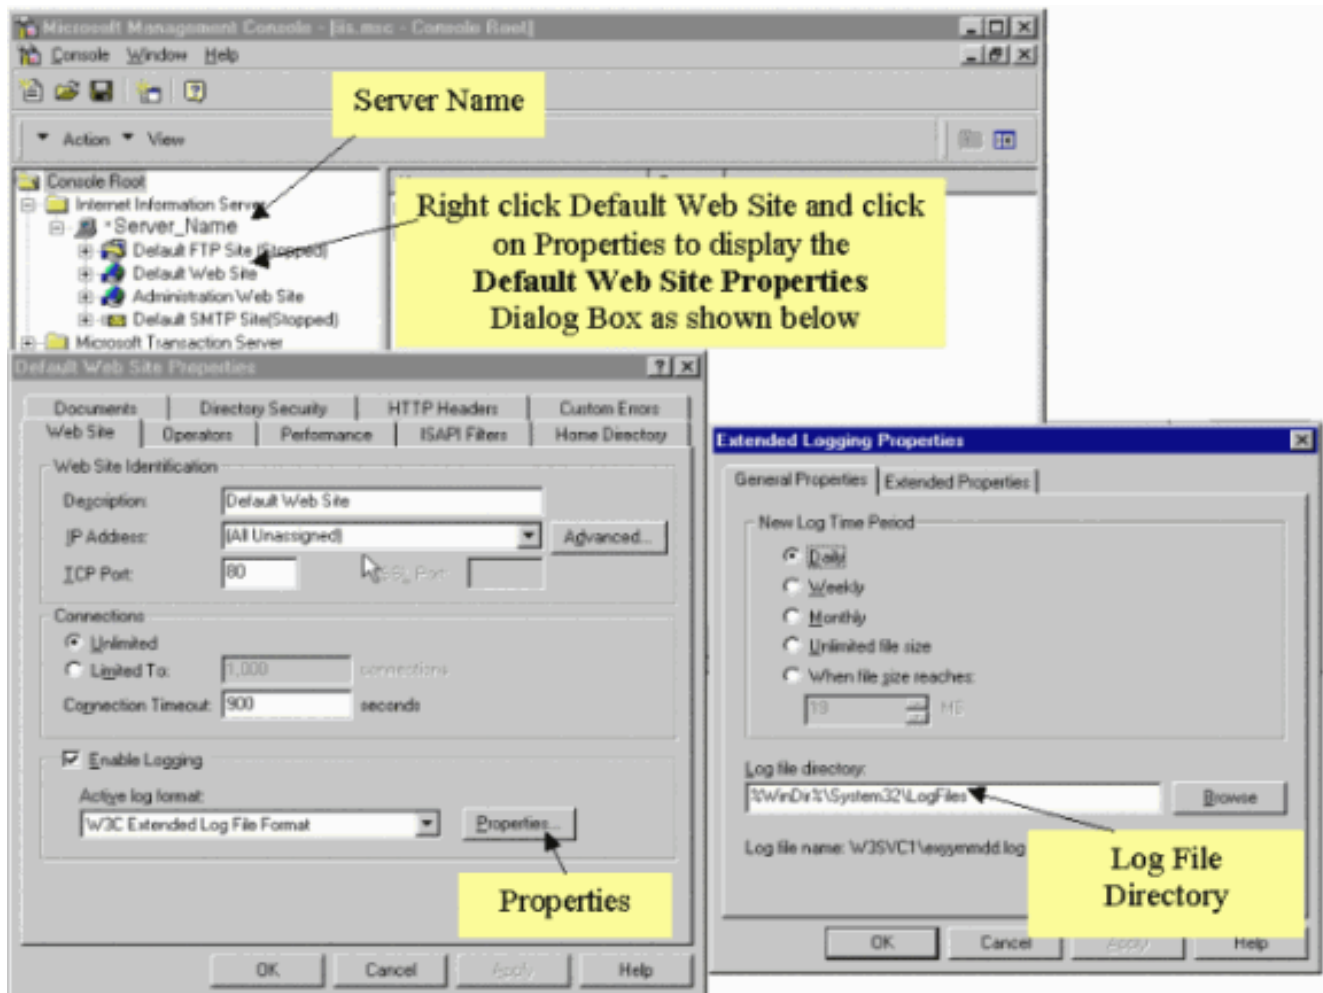 Microsoft Management Console - [iis.msc - Console Root]
Console Window Help
Server Name
Action View
Console Root
Internet Information Server
*Server_Name
Default FTP Site (Stopped)
Default Web Site
Administration Web Site
Default SMTP Site(Stopped)
Microsoft Transaction Server
Right click Default Web Site and click
on Properties to display the
Default Web Site Properties
Dialog Box as shown below
Default Web Site Properties
Documents Directory Security HTTP Headers Custom Errors
Web Site Operators Performance ISAPI Filters Home Directory
Web Site Identification
Description: Default Web Site
IP Address: (All Unassigned) Advanced...
TCP Port: 80 Port:
Connections
Unlimited
Limited To: 1,000 connections
Connection Timeout: 900 seconds
Enable Logging
Active log format:
W3C Extended Log File Format Properties...
Properties
OK Cancel Apply Help
Extended Logging Properties
General Properties Extended Properties
New Log Time Period
Daily
Weekly
Monthly
Unlimited file size
When file size reaches:
19 MB
Log file directory:
%WinDir%\System32\LogFiles Browse
Log file name: W3SVC1\exyymmdd.log
Log File
Directory
OK Cancel Apply Help